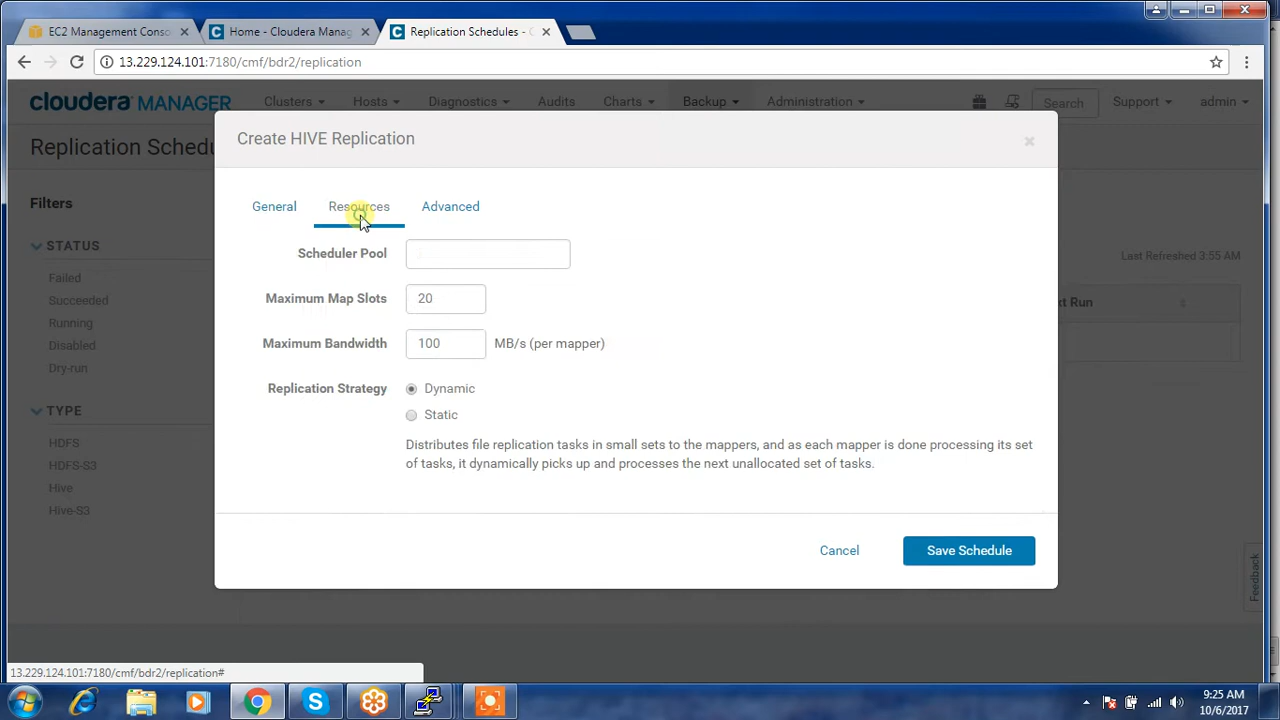 EC2 Management Conso
Home - Cloudera Manag
Replication Schedules - C
13.229.124.101:7180/cmf/bdr2/replication
cloudera MANAGER
Clusters
Hosts
Diagnostics
Audits
Charts
Backup
Administration
Search
Support
admin
Replication Schedu
Create HIVE Replication
Filters
STATUS
Failed
Succeeded
Running
Disabled
Dry-run
TYPE
HDFS
HDFS-S3
Hive
Hive-S3
General
Resources
Advanced
Scheduler Pool
Maximum Map Slots
20
Maximum Bandwidth
100
MB/s (per mapper)
Replication Strategy
Dynamic
Static
Distributes file replication tasks in small sets to the mappers, and as each mapper is done processing its set
of tasks, it dynamically picks up and processes the next unallocated set of tasks.
Cancel
Save Schedule
Last Refreshed 3:55 AM
xt Run
Feedback
13.229.124.101:7180/cmf/bdr2/replication#
9:25 AM
10/6/2017